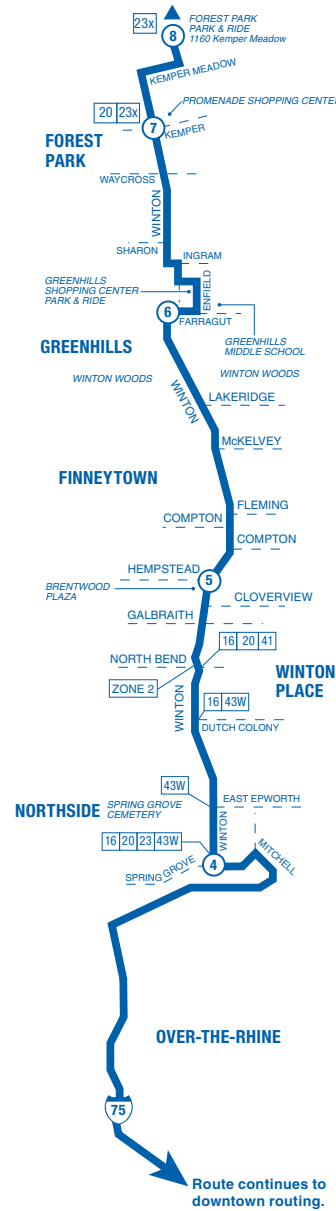 23x
FOREST PARK
PARK & RIDE
1160 Kemper Meadow
8
KEMPER MEADOW
PROMENADE SHOPPING CENTER
20 23x
7
KEMPER
FOREST
PARK
WAYCROSS
WINTON
SHARON
INGRAM
GREENHILLS
SHOPPING CENTER
PARK & RIDE
ENFIELD
6
FARRAGUT
GREENHILLS
GREENHILLS
MIDDLE SCHOOL
WINTON WOODS
WINTON WOODS
WINTON
LAKERIDGE
McKELVEY
FINNEYTOWN
FLEMING
COMPTON
COMPTON
HEMPSTEAD
5
BRENTWOOD
PLAZA
CLOVERVIEW
GALBRAITH
16 20 41
NORTH BEND
WINTON
PLACE
ZONE 2
WINTON
16 43W
DUTCH COLONY
43W
EAST EPWORTH
NORTHSIDE
SPRING GROVE
CEMETERY
WINTON
16 20 23 43W
MITCHELL
4
SPRING GROVE
OVER-THE-RHINE
75
Route continues to
downtown routing.